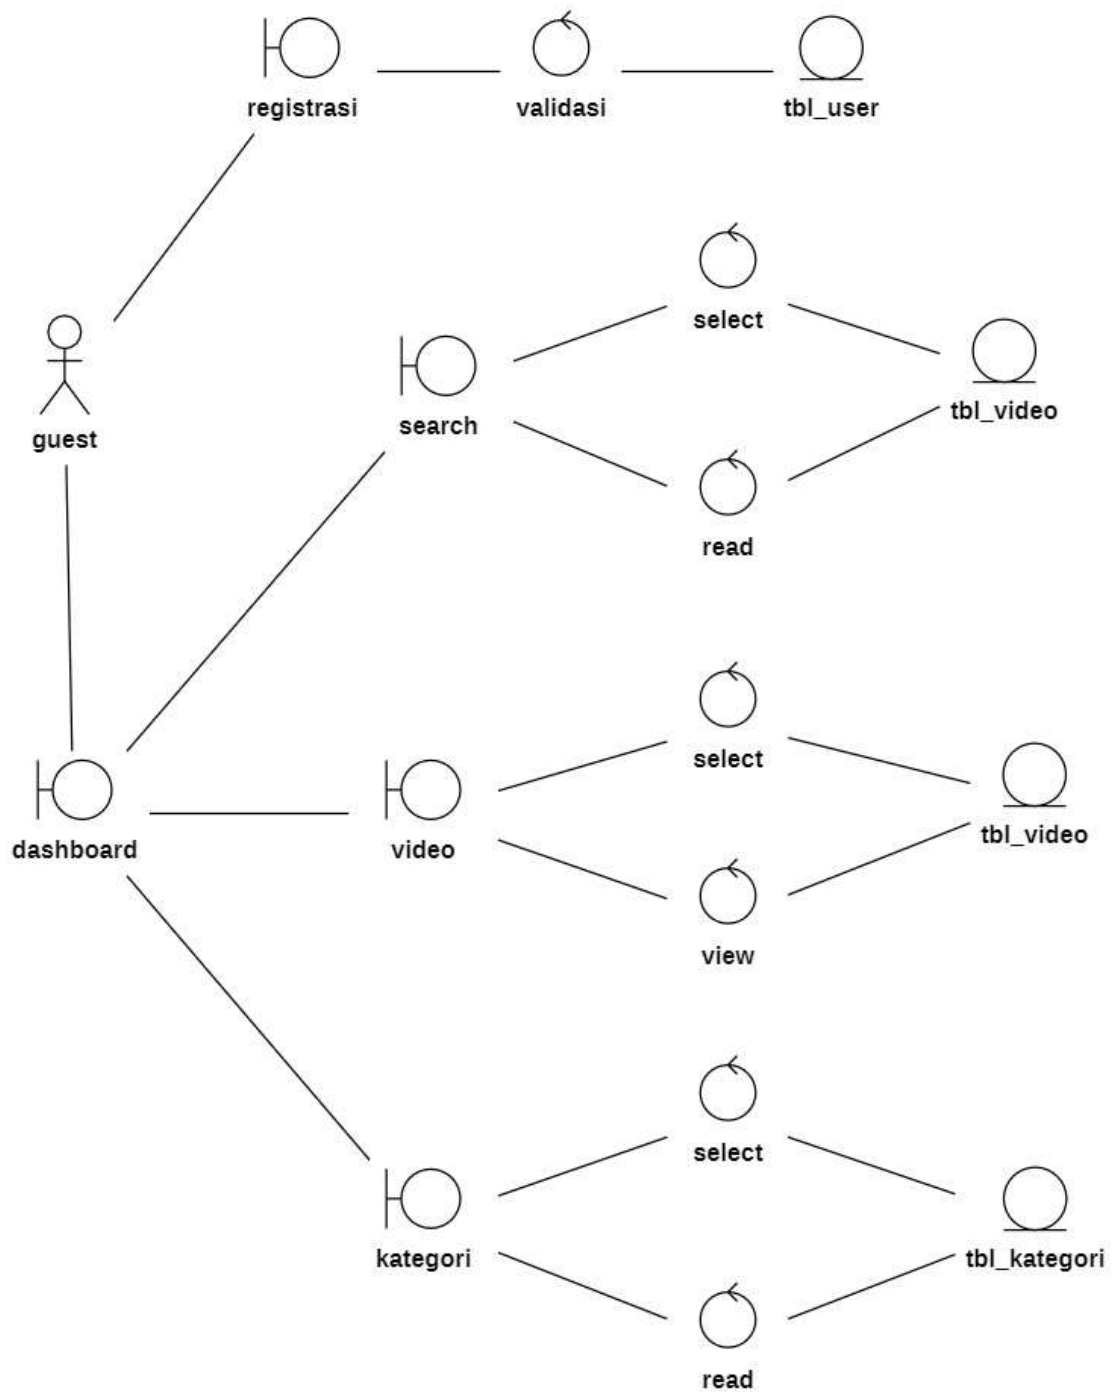 registrasi
validasi
tbl_user
guest
search
select
read
tbl_video
dashboard
video
select
view
tbl_video
kategori
select
read
tbl_kategori